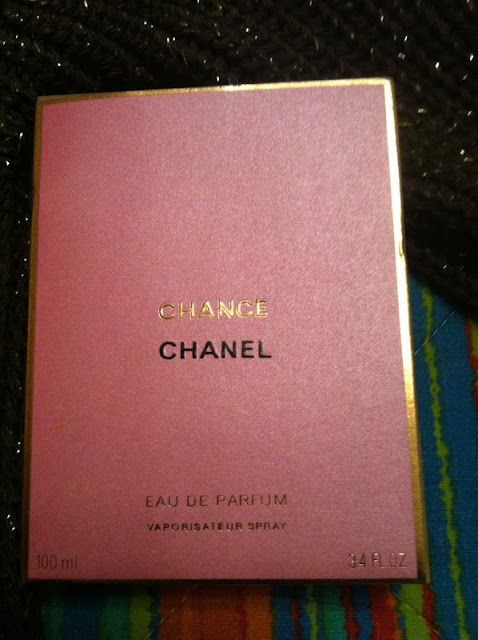 CHANCE
CHANEL
EAU DE PARFUM
VAPORISATEUR SPRAY
100 ml 3.4 FL.OZ.